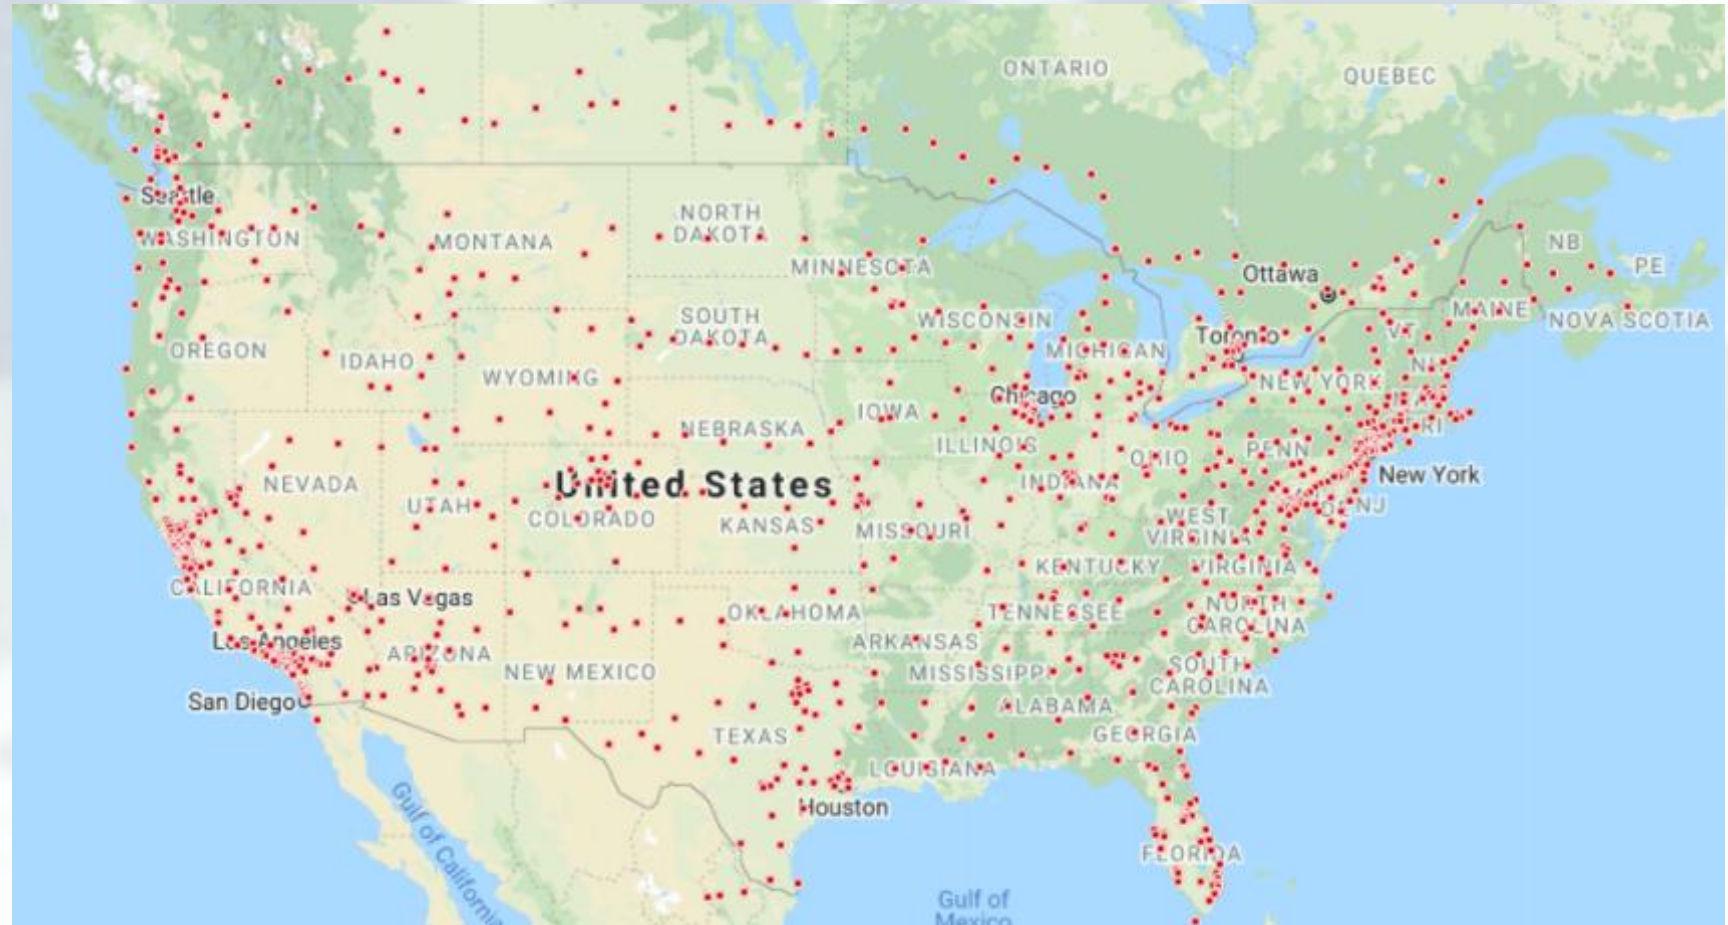 ONTARIO
QUEBEC
Seattle
WASHINGTON
MONTANA
NORTH
DAKOTA
MINNESOTA
Ottawa
NB
PE
OREGON
IDAHO
WYOMING
SOUTH
DAKOTA
WISCONSIN
MICHIGAN
Toronto
VT
MAINE
NOVA SCOTIA
NEW YORK
Chicago
IOWA
NEBRASKA
ILLINOIS
INDIANA
OHIO
PENN
RI
New York
NEVADA
UTAH
United States
COLORADO
KANSAS
MISSOURI
WEST
VIRGINIA
DE
NJ
KENTUCKY
VIRGINIA
CALIFORNIA
Las Vegas
OKLAHOMA
TENNESSEE
NORTH
CAROLINA
Los Angeles
ARIZONA
NEW MEXICO
ARKANSAS
MISSISSIPPI
SOUTH
CAROLINA
San Diego
TEXAS
ALABAMA
GEORGIA
LOUISIANA
Houston
FLORIDA
Gulf of California
Gulf of
Mexico